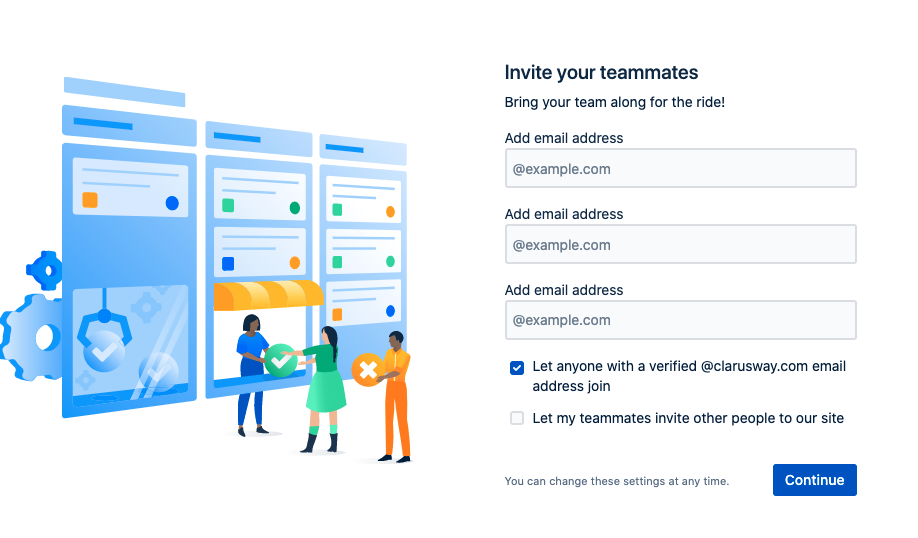 Invite your teammates
Bring your team along for the ride!
Add email address
@example.com
Add email address
@example.com
Add email address
@example.com
Let anyone with a verified @clarusway.com email
address join
Let my teammates invite other people to our site
You can change these settings at any time.
Continue